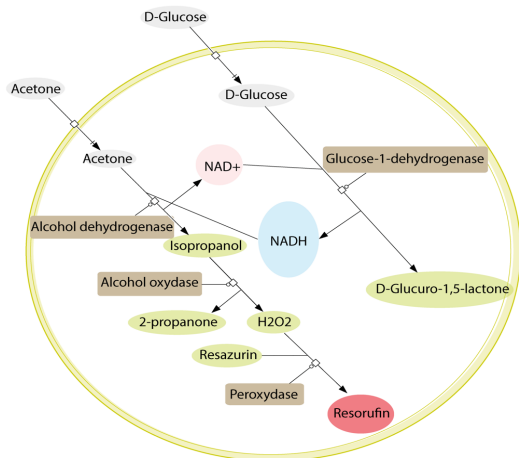 D-Glucose
Acetone
D-Glucose
Acetone
NAD+
Glucose-1-dehydrogenase
Alcohol dehydrogenase
Isopropanol
NADH
Alcohol oxydase
D-Glucuro-1,5-lactone
2-propanone
H2O2
Resazurin
Peroxydase
Resorufin